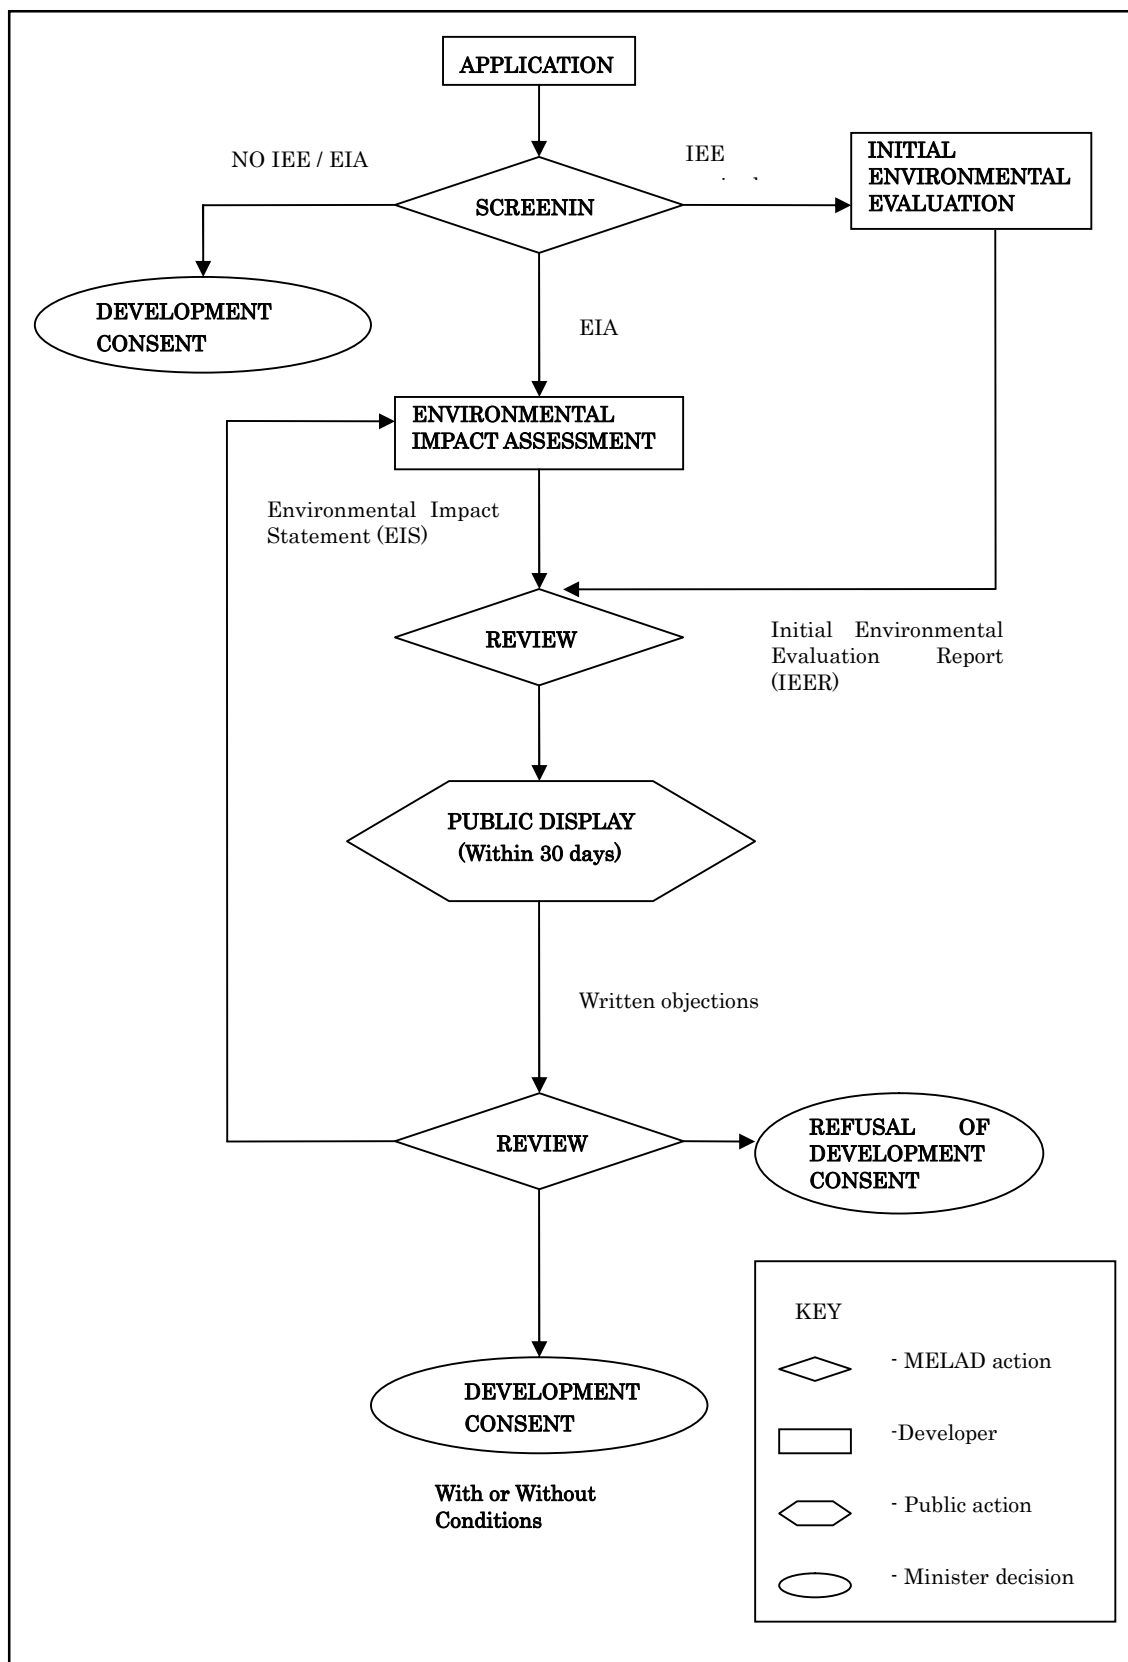 APPLICATION
NO IEE / EIA
IEE
SCREENIN
INITIAL
ENVIRONMENTAL
EVALUATION
DEVELOPMENT
CONSENT
EIA
ENVIRONMENTAL
IMPACT ASSESSMENT
Environmental Impact
Statement (EIS)
REVIEW
Initial Environmental
Evaluation Report
(IEER)
PUBLIC DISPLAY
(Within 30 days)
Written objections
REVIEW
REFUSAL OF
DEVELOPMENT
CONSENT
DEVELOPMENT
CONSENT
With or Without
Conditions
KEY
- MELAD action
-Developer
- Public action
- Minister decision